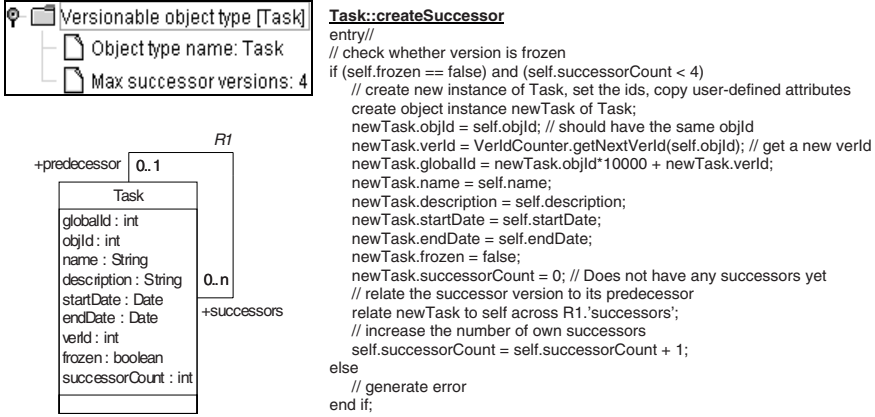 Versionable object type [Task]
Object type name: Task
Max successor versions: 4
R1
+predecessor
0..1
Task
globalId : int
objId : int
name : String
description : String
startDate : Date
endDate : Date
verId : int
frozen : boolean
successorCount : int
0..n
+successors
Task::createSuccessor
entry//
// check whether version is frozen
if (self.frozen == false) and (self.successorCount < 4)
// create new instance of Task, set the ids, copy user-defined attributes
create object instance newTask of Task;
newTask.objId = self.objId; // should have the same objId
newTask.verId = VerIdCounter.getNextVerId(self.objId); // get a new verId
newTask.globalId = newTask.objId*10000 + newTask.verId;
newTask.name = self.name;
newTask.description = self.description;
newTask.startDate = self.startDate;
newTask.endDate = self.endDate;
newTask.frozen = false;
newTask.successorCount = 0; // Does not have any successors yet
// relate the successor version to its predecessor
relate newTask to self across R1.'successors';
// increase the number of own successors
self.successorCount = self.successorCount + 1;
else
// generate error
end if;